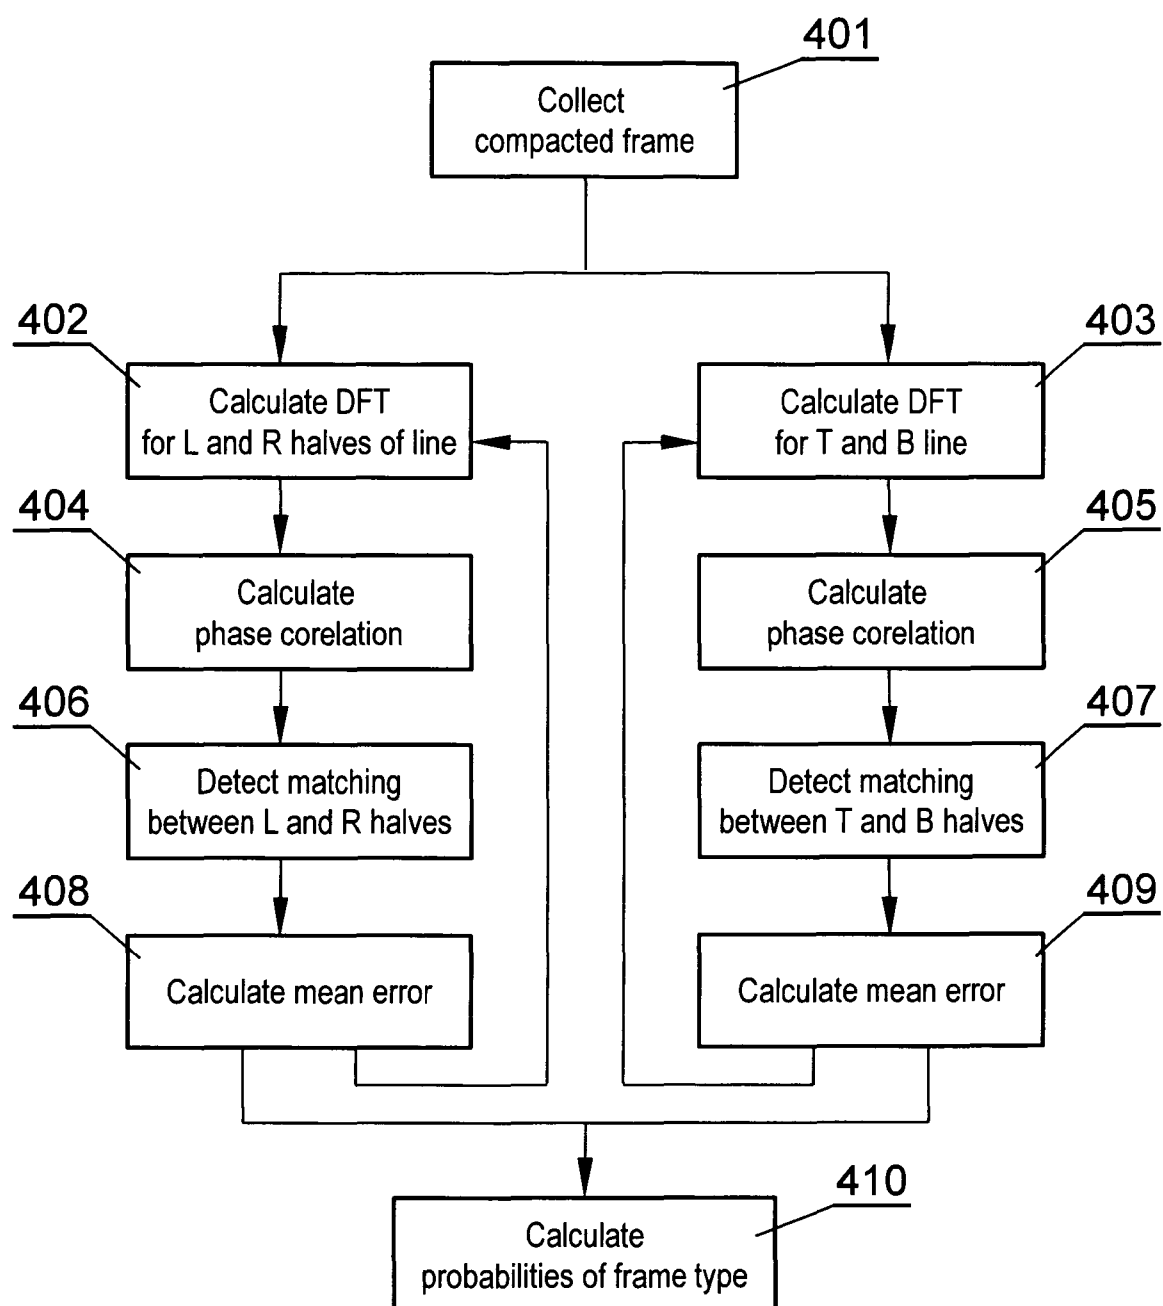 401
Collect
compacted frame
402
403
Calculate DFT
for L and R halves of line
Calculate DFT
for T and B line
404
405
Calculate
phase corelation
Calculate
phase corelation
406
407
Detect matching
between L and R halves
Detect matching
between T and B halves
408
409
Calculate mean error
Calculate mean error
410
Calculate
probabilities of frame type